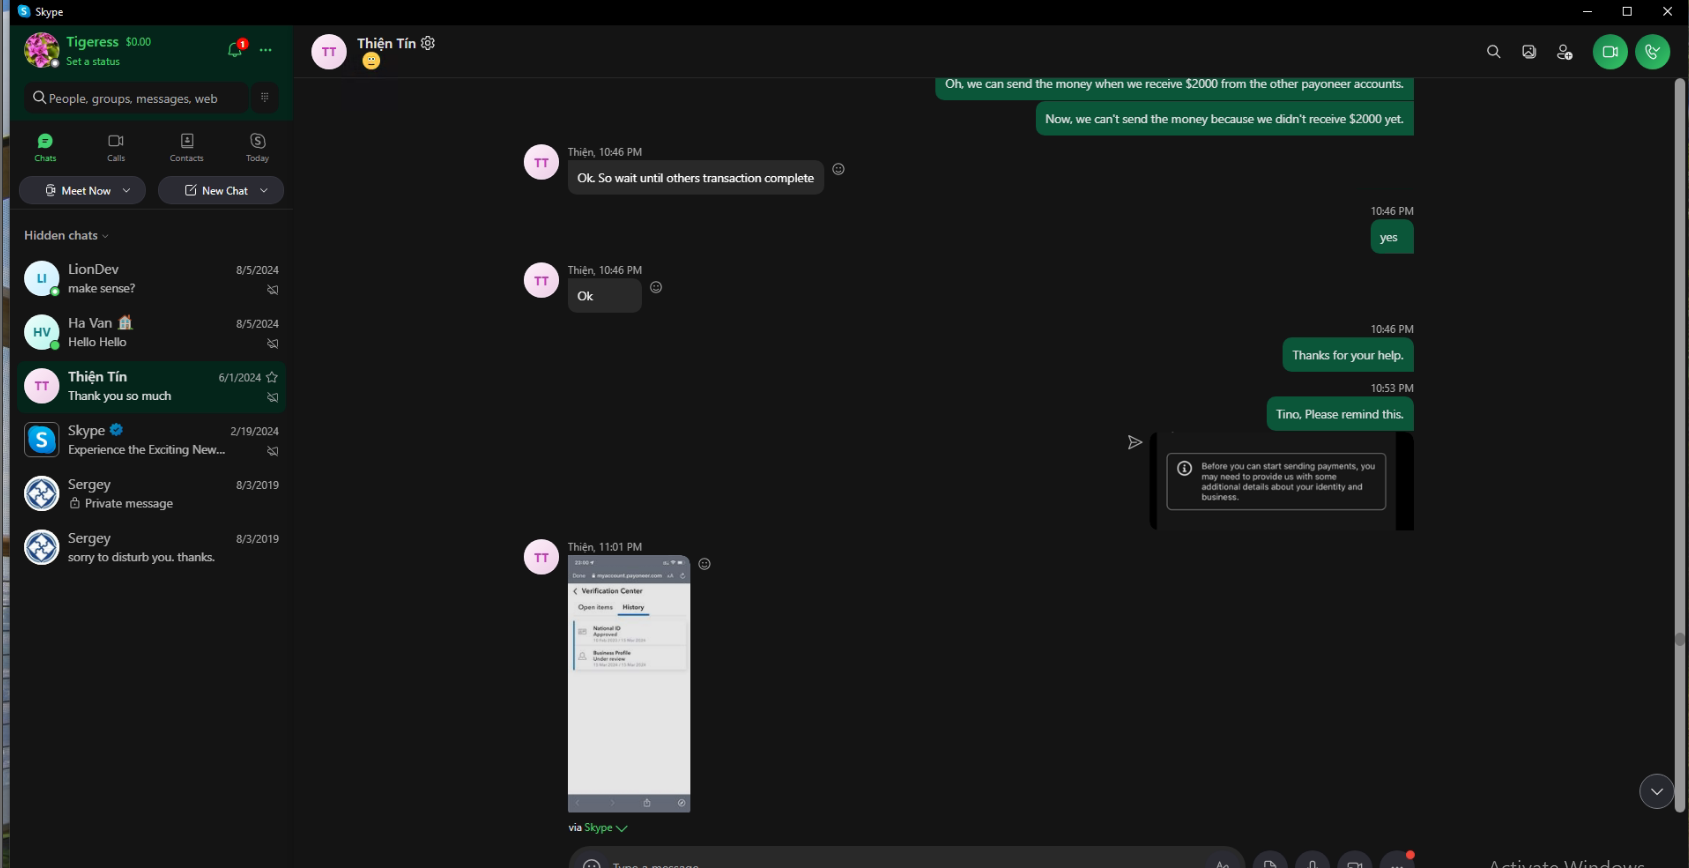 Skype
Tigeress $0.00
Set a status
1
People, groups, messages, web
Chats
Calls
Contacts
Today
Meet Now
New Chat
Hidden chats
LI
LionDev
8/5/2024
make sense?
HV
Ha Van
8/5/2024
Hello Hello
TT
Thiện Tín
6/1/2024
Thank you so much
S
Skype
2/19/2024
Experience the Exciting New...
Sergey
8/3/2019
Private message
Sergey
8/3/2019
sorry to disturb you. thanks.
TT
Thiện Tín
Oh, we can send the money when we receive $2000 from the other payoneer accounts.
Now, we can't send the money because we didn't receive $2000 yet.
TT
Thiện, 10:46 PM
Ok. So wait until others transaction complete
10:46 PM
yes
TT
Thiện, 10:46 PM
Ok
10:46 PM
Thanks for your help.
10:53 PM
Tino, Please remind this.
Before you can start sending payments, you
may need to provide us with some
additional details about your identity and
business.
TT
Thiện, 11:01 PM
Done
myaccount.payoneer.com
Verification Center
Open items History
National ID
Approved
Business Profile
Under review
via Skype
Type a message
Activate Windows